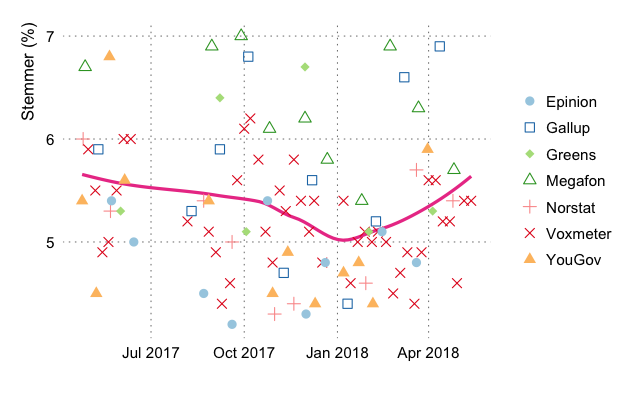 Stemmer (%)
7
6
5
Jul 2017
Oct 2017
Jan 2018
Apr 2018
Epinion
Gallup
Greens
Megafon
Norstat
Voxmeter
YouGov